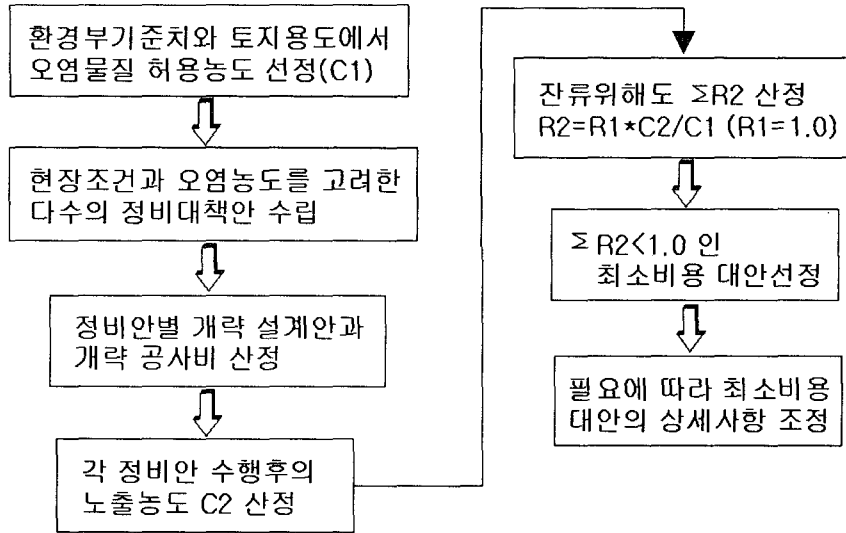 환경부기준치와 토지용도에서
오염물질 허용농도 선정(C1)
현장조건과 오염농도를 고려한
다수의 정비대책안 수립
정비안별 개략 설계안과
개략 공사비 산정
각 정비안 수행후의
노출농도 C2 산정
잔류위해도 ΣR2 산정
R2=R1*C2/C1 (R1=1.0)
Σ R2<1.0 인
최소비용 대안선정
필요에 따라 최소비용
대안의 상세사항 조정